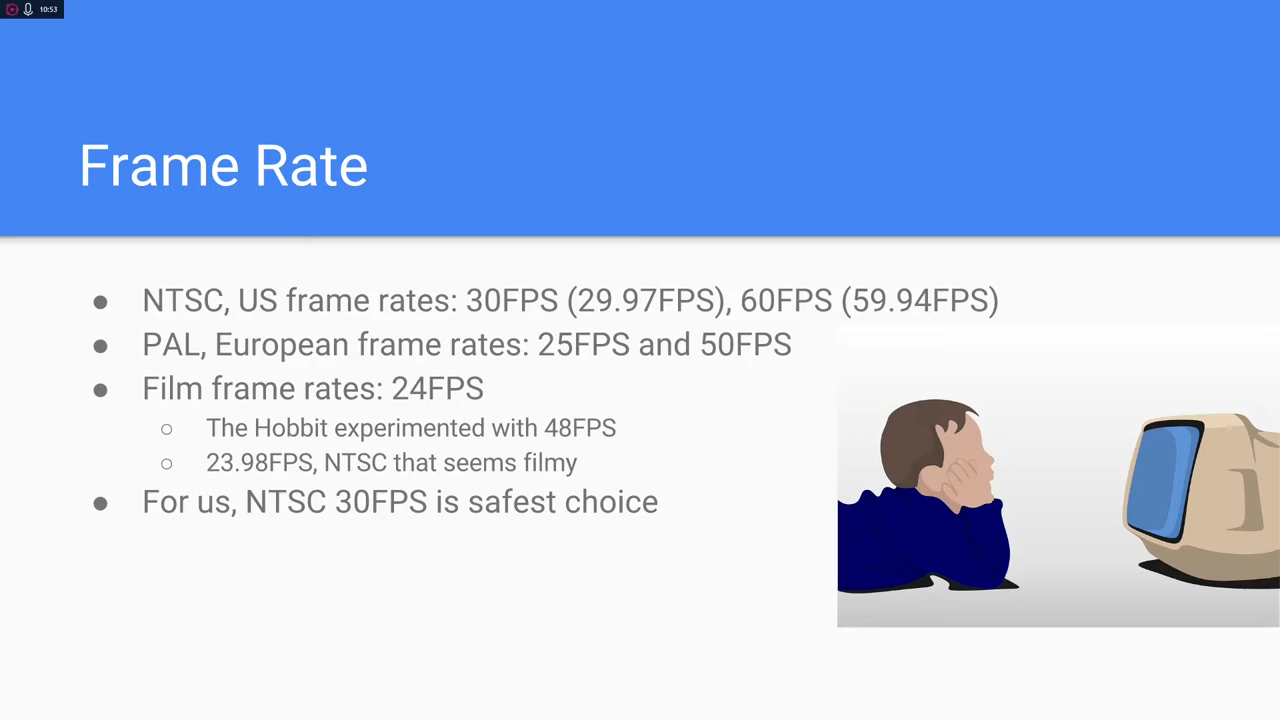 10:53
Frame Rate
● NTSC, US frame rates: 30FPS (29.97FPS), 60FPS (59.94FPS)
● PAL, European frame rates: 25FPS and 50FPS
● Film frame rates: 24FPS
○ The Hobbit experimented with 48FPS
○ 23.98FPS, NTSC that seems filmy
● For us, NTSC 30FPS is safest choice